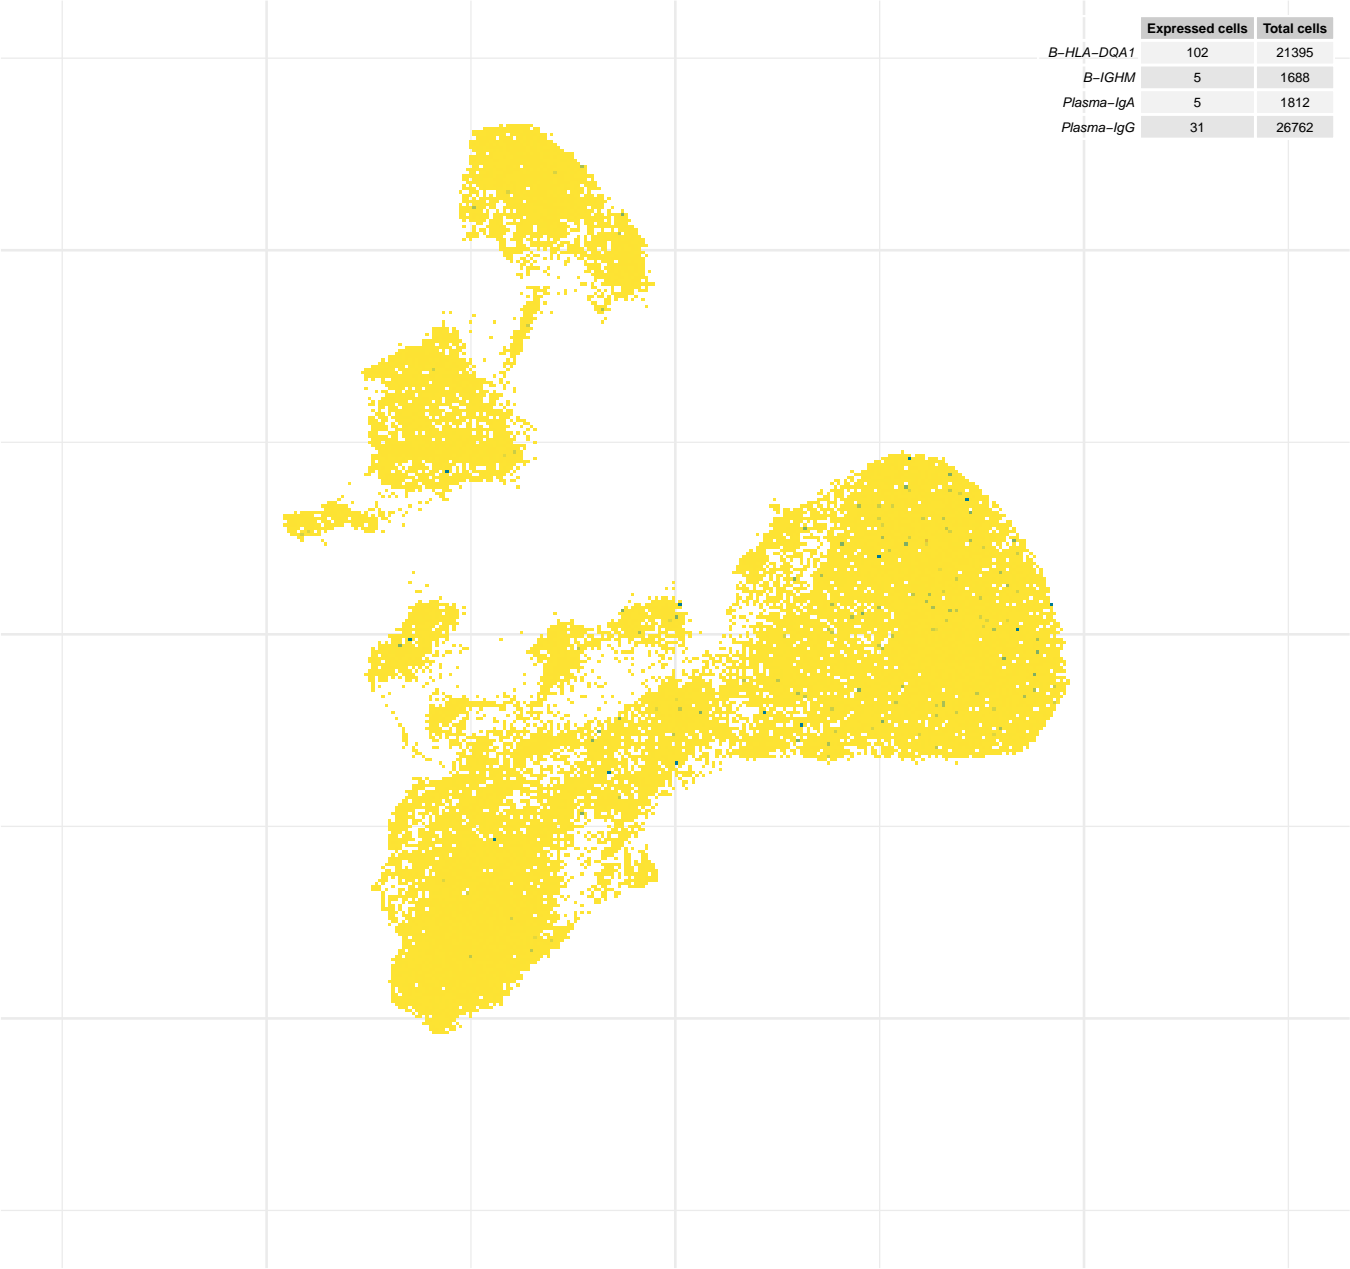 Expressed cells Total cells
B−HLA−DQA1 102 21395
B−IGHM 5 1688
Plasma−IgA 5 1812
Plasma−IgG 31 26762